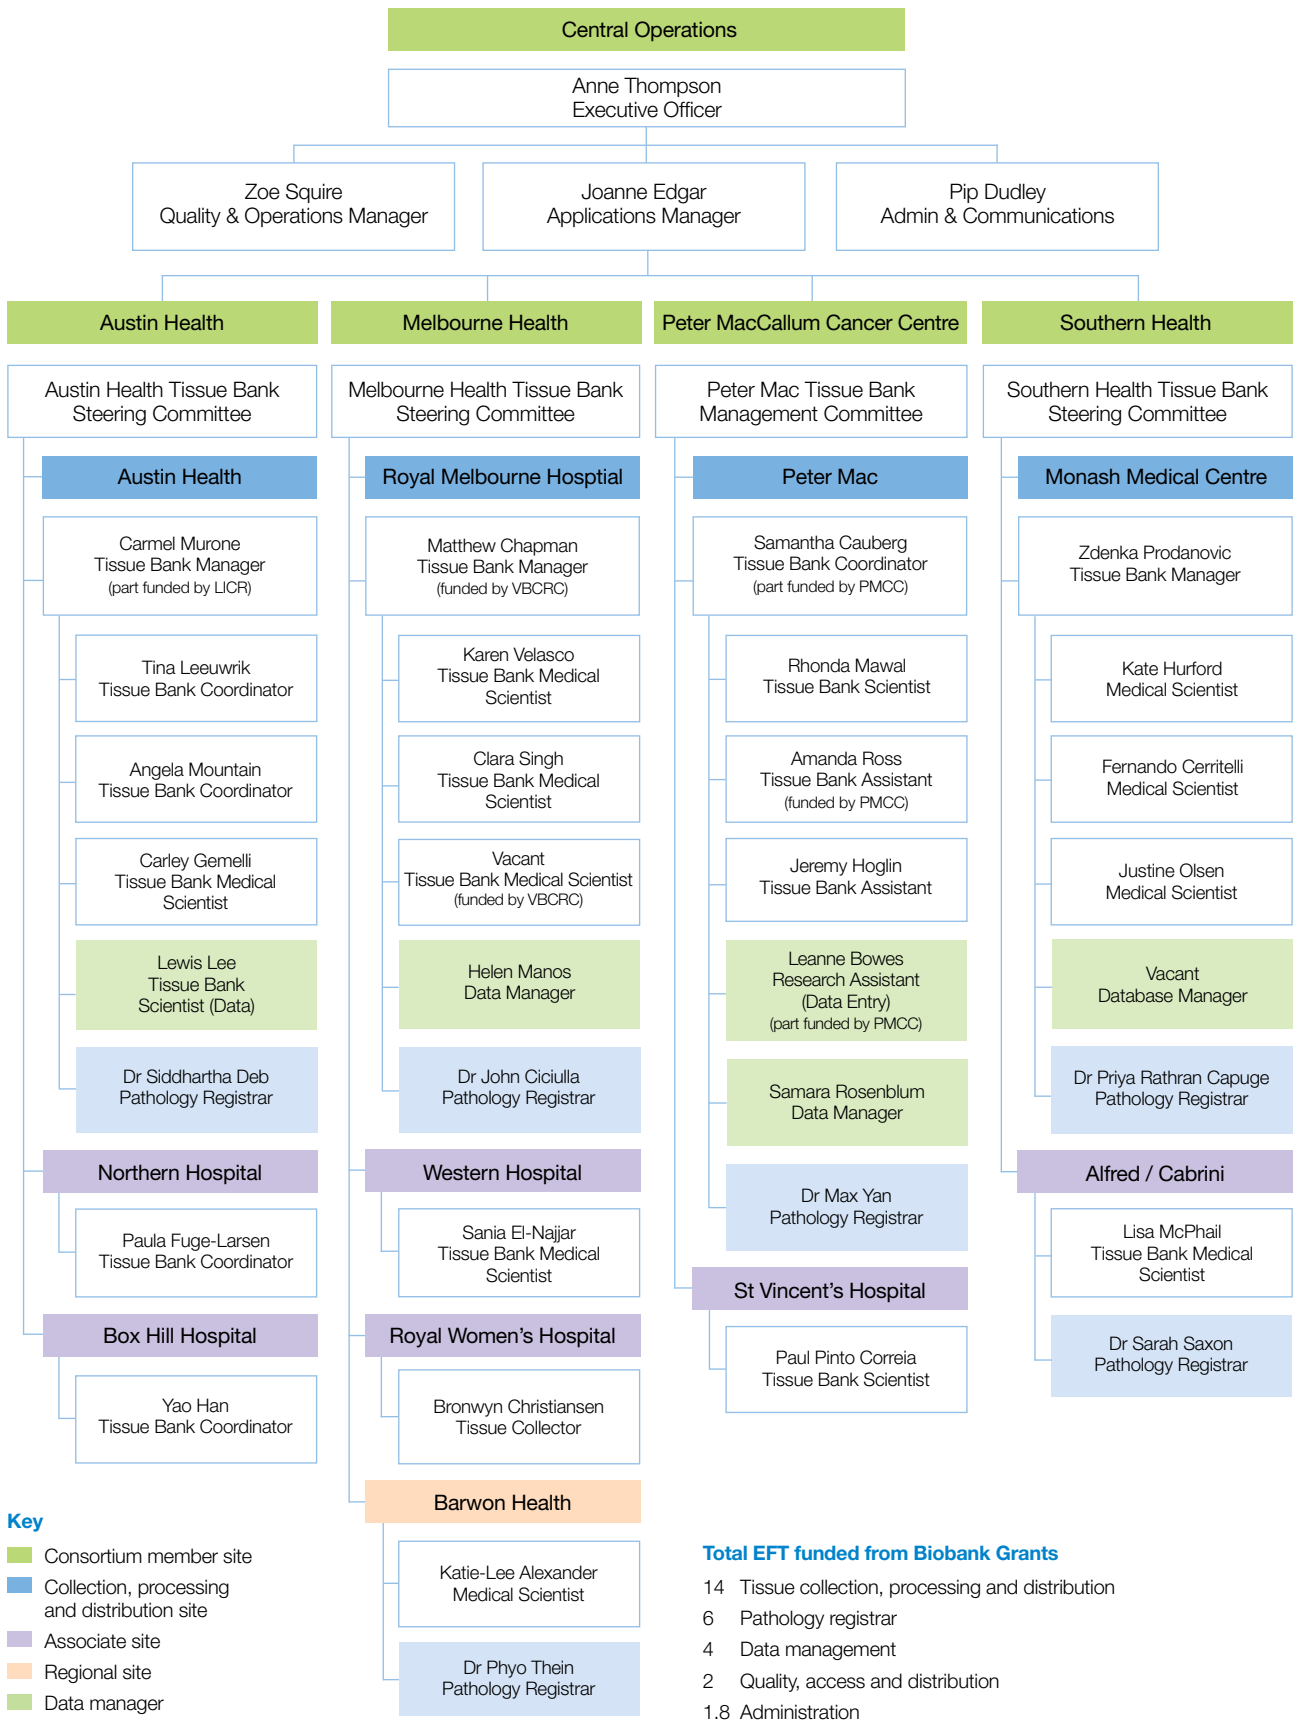 Central Operations
Anne Thompson
Executive Officer
Zoe Squire
Quality & Operations Manager
Joanne Edgar
Applications Manager
Pip Dudley
Admin & Communications
Austin Health
Austin Health Tissue Bank
Steering Committee
Austin Health
Carmel Murone
Tissue Bank Manager
(part funded by LICR)
Tina Leeuwrik
Tissue Bank Coordinator
Angela Mountain
Tissue Bank Coordinator
Carley Gemelli
Tissue Bank Medical
Scientist
Lewis Lee
Tissue Bank
Scientist (Data)
Dr Siddhartha Deb
Pathology Registrar
Northern Hospital
Paula Fuge-Larsen
Tissue Bank Coordinator
Box Hill Hospital
Yao Han
Tissue Bank Coordinator
Melbourne Health
Melbourne Health Tissue Bank
Steering Committee
Royal Melbourne Hosptial
Matthew Chapman
Tissue Bank Manager
(funded by VBCRC)
Karen Velasco
Tissue Bank Medical
Scientist
Clara Singh
Tissue Bank Medical
Scientist
Vacant
Tissue Bank Medical Scientist
(funded by VBCRC)
Helen Manos
Data Manager
Dr John Ciciulla
Pathology Registrar
Western Hospital
Sania El-Najjar
Tissue Bank Medical
Scientist
Royal Women's Hospital
Bronwyn Christiansen
Tissue Collector
Barwon Health
Katie-Lee Alexander
Medical Scientist
Dr Phyo Thein
Pathology Registrar
Peter MacCallum Cancer Centre
Peter Mac Tissue Bank
Management Committee
Peter Mac
Samantha Cauberg
Tissue Bank Coordinator
(part funded by PMCC)
Rhonda Mawal
Tissue Bank Scientist
Amanda Ross
Tissue Bank Assistant
(funded by PMCC)
Jeremy Hoglin
Tissue Bank Assistant
Leanne Bowes
Research Assistant
(Data Entry)
(part funded by PMCC)
Samara Rosenblum
Data Manager
Dr Max Yan
Pathology Registrar
St Vincent's Hospital
Paul Pinto Correia
Tissue Bank Scientist
Southern Health
Southern Health Tissue Bank
Steering Committee
Monash Medical Centre
Zdenka Prodanovic
Tissue Bank Manager
Kate Hurford
Medical Scientist
Fernando Cerritelli
Medical Scientist
Justine Olsen
Medical Scientist
Vacant
Database Manager
Dr Priya Rathran Capuge
Pathology Registrar
Alfred / Cabrini
Lisa McPhail
Tissue Bank Medical
Scientist
Dr Sarah Saxon
Pathology Registrar
Key
Consortium member site
Collection, processing
and distribution site
Associate site
Regional site
Data manager
Total EFT funded from Biobank Grants
14 Tissue collection, processing and distribution
6 Pathology registrar
4 Data management
2 Quality, access and distribution
1.8 Administration